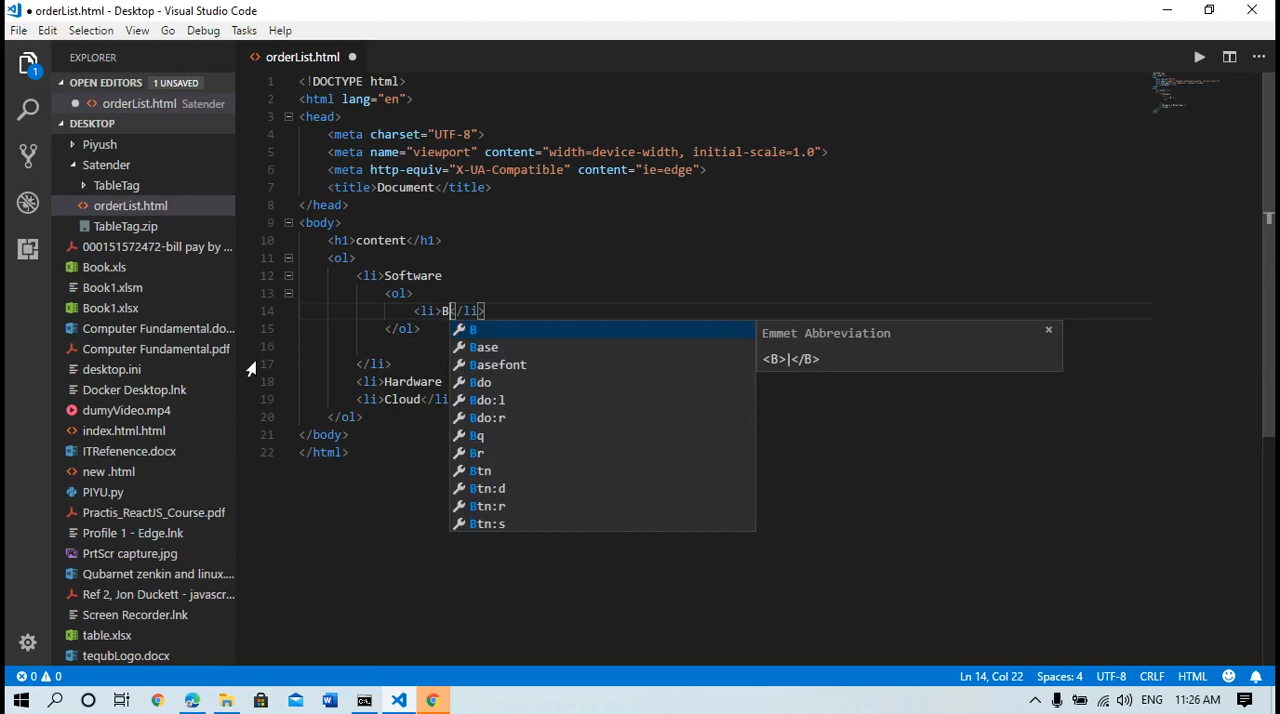 ● orderList.html - Desktop - Visual Studio Code
File Edit Selection View Go Debug Tasks Help
EXPLORER
OPEN EDITORS 1 UNSAVED
orderList.html Satender
DESKTOP
Piyush
Satender
TableTag
orderList.html
TableTag.zip
000151572472-bill pay by ...
Book.xls
Book1.xlsm
Book1.xlsx
Computer Fundamental.do...
Computer Fundamental.pdf
desktop.ini
Docker Desktop.lnk
dumyVideo.mp4
index.html.html
ITRefenence.docx
new .html
PIYU.py
Practis_ReactJS_Course.pdf
Profile 1 - Edge.lnk
PrtScr capture.jpg
Qubarnet zenkin and linux....
Ref 2, Jon Duckett - javascr...
Screen Recorder.lnk
table.xlsx
tequbLogo.docx
1
orderList.html
1 <!DOCTYPE html>
2 <html lang="en">
3 <head>
4 <meta charset="UTF-8">
5 <meta name="viewport" content="width=device-width, initial-scale=1.0">
6 <meta http-equiv="X-UA-Compatible" content="ie=edge">
7 <title>Document</title>
8 </head>
9 <body>
10 <h1>content</h1>
11 <ol>
12 <li>Software
13 <ol>
14 <li>B</li>
15 </ol>
16
17 </li>
18 <li>Hardware
19 <li>Cloud</li
20 </ol>
21 </body>
22 </html>
B
Base
Basefont
Bdo
Bdo:l
Bdo:r
Bq
Br
Btn
Btn:d
Btn:r
Btn:s
Emmet Abbreviation
<B>|</B>
0 0 Ln 14, Col 22 Spaces: 4 UTF-8 CRLF HTML
ENG 11:26 AM